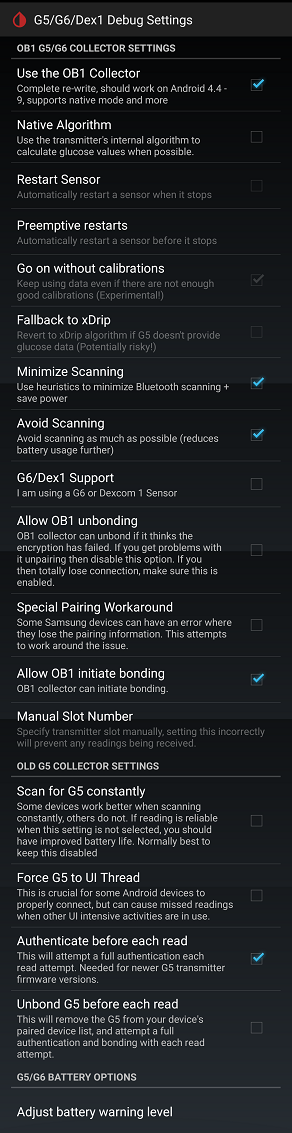 G5/G6/Dex1 Debug Settings
OB1 G5/G6 COLLECTOR SETTINGS
Use the OB1 Collector
Complete re-write, should work on Android 4.4 -
9, supports native mode and more
Native Algorithm
Use the transmitter's internal algorithm to
calculate glucose values when possible.
Restart Sensor
Automatically restart a sensor when it stops
Preemptive restarts
Automatically restart a sensor before it stops
Go on without calibrations
Keep using data even if there are not enough
good calibrations (Experimental!)
Fallback to xDrip
Revert to xDrip algorithm if G5 doesn't provide
glucose data (Potentially risky!)
Minimize Scanning
Use heuristics to minimize Bluetooth scanning +
save power
Avoid Scanning
Avoid scanning as much as possible (reduces
battery usage further)
G6/Dex1 Support
I am using a G6 or Dexcom 1 Sensor
Allow OB1 unbonding
OB1 collector can unbond if it thinks the
encryption has failed. If you get problems with
it unpairing then disable this option. If you
then totally lose connection, make sure this is
enabled.
Special Pairing Workaround
Some Samsung devices can have an error where
they lose the pairing information. This attempts
to work around the issue.
Allow OB1 initiate bonding
OB1 collector can initiate bonding.
Manual Slot Number
Specify transmitter slot manually, setting this incorrectly
will prevent any readings being received.
OLD G5 COLLECTOR SETTINGS
Scan for G5 constantly
Some devices work better when scanning
constantly, others do not. If reading is reliable
when this setting is not selected, you should
have improved battery life. Normally best to
keep this disabled
Force G5 to UI Thread
This is crucial for some Android devices to
properly connect, but can cause missed readings
when other UI intensive activities are in use.
Authenticate before each read
This will attempt a full authentication each
read attempt. Needed for newer G5 transmitter
firmware versions.
Unbond G5 before each read
This will remove the G5 from your device's
paired device list, and attempt a full
authentication and bonding with each read
attempt.
G5/G6 BATTERY OPTIONS
Adjust battery warning level